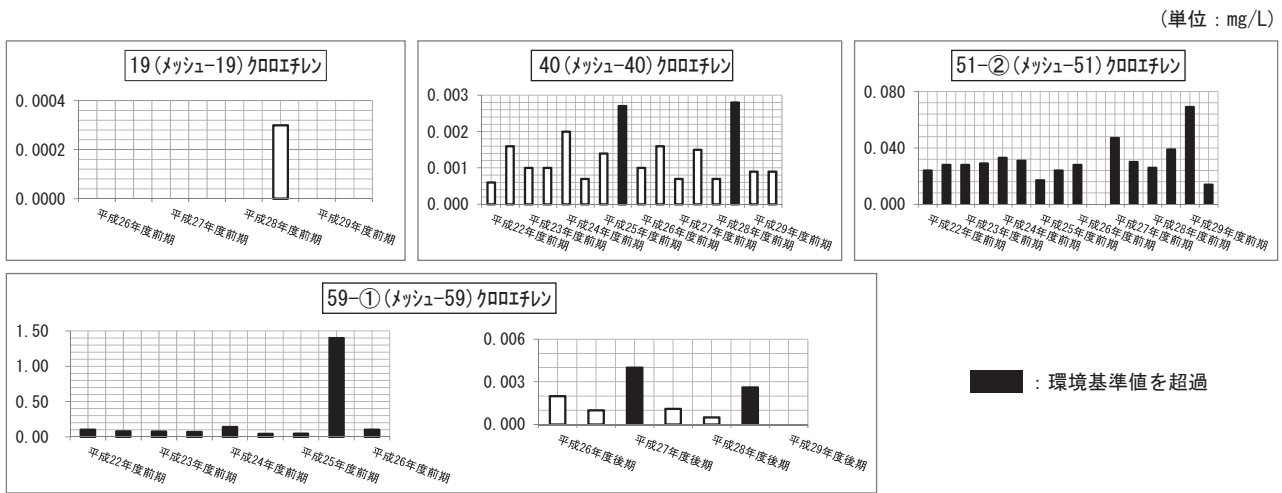 (単位：mg/L)
19(メッシュ-19)クロロエチレン
0.0004
0.0002
0.0000
平成26年度前期
平成27年度前期
平成28年度前期
平成29年度前期
40(メッシュ-40)クロロエチレン
0.003
0.002
0.001
0.000
平成22年度前期
平成23年度前期
平成24年度前期
平成25年度前期
平成26年度前期
平成27年度前期
平成28年度前期
平成29年度前期
51-②(メッシュ-51)クロロエチレン
0.080
0.040
0.000
平成22年度前期
平成23年度前期
平成24年度前期
平成25年度前期
平成26年度前期
平成27年度前期
平成28年度前期
平成29年度前期
59-①(メッシュ-59)クロロエチレン
1.50
1.00
0.50
0.00
平成22年度前期
平成23年度前期
平成24年度前期
平成25年度前期
平成26年度前期
0.006
0.003
0.000
平成26年度後期
平成27年度後期
平成28年度後期
平成29年度後期
：環境基準値を超過